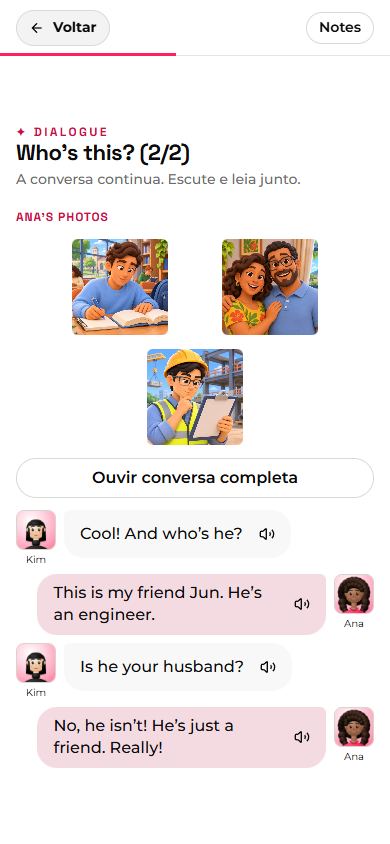 Voltar
Notes
DIALOGUE
Who's this? (2/2)
A conversa continua. Escute e leia junto.
ANA'S PHOTOS
Ouvir conversa completa
Cool! And who's he?
Kim
This is my friend Jun. He's
an engineer.
Ana
Is he your husband?
Kim
No, he isn't! He's just a
friend. Really!
Ana